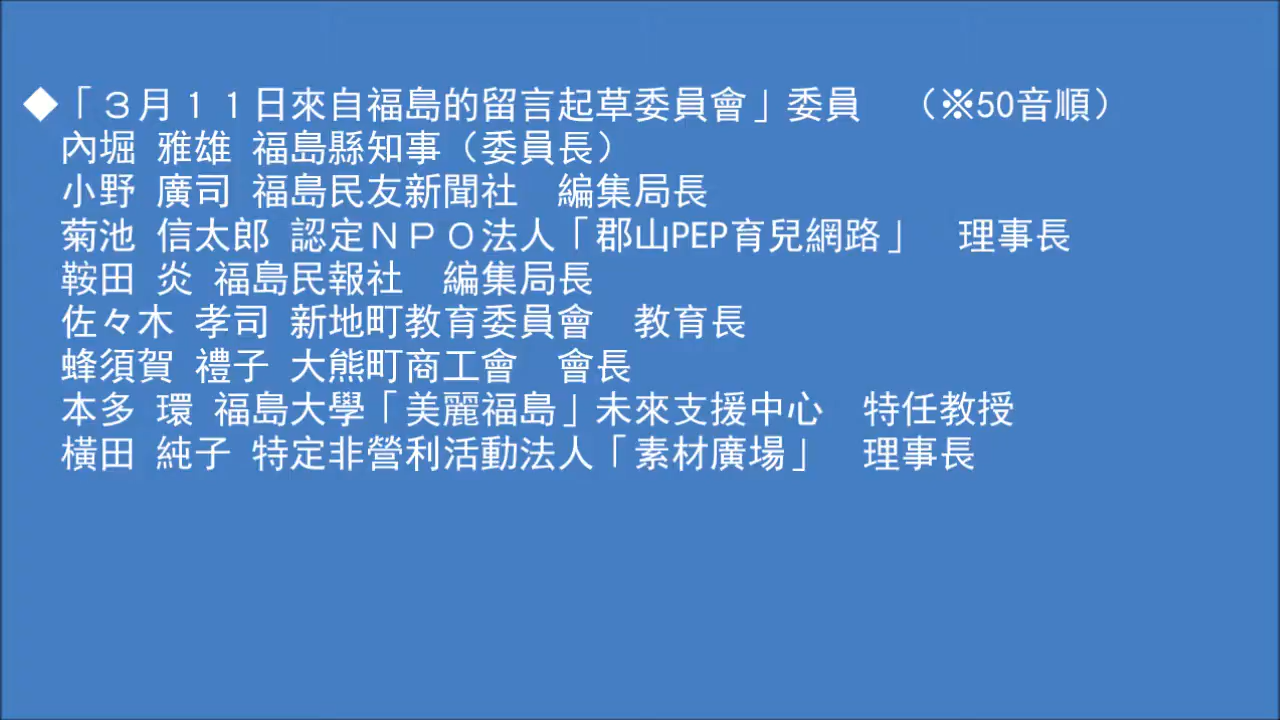 ◆「３月１１日來自福島的留言起草委員會」委員　（※50音順）
內堀 雅雄 福島縣知事（委員長）
小野 廣司 福島民友新聞社　編集局長
菊池 信太郎 認定ＮＰＯ法人「郡山PEP育兒網路」　理事長
鞍田 炎 福島民報社　編集局長
佐々木 孝司 新地町教育委員會　教育長
蜂須賀 禮子 大熊町商工會　會長
本多 環 福島大學「美麗福島」未來支援中心　特任教授
橫田 純子 特定非營利活動法人「素材廣場」　理事長